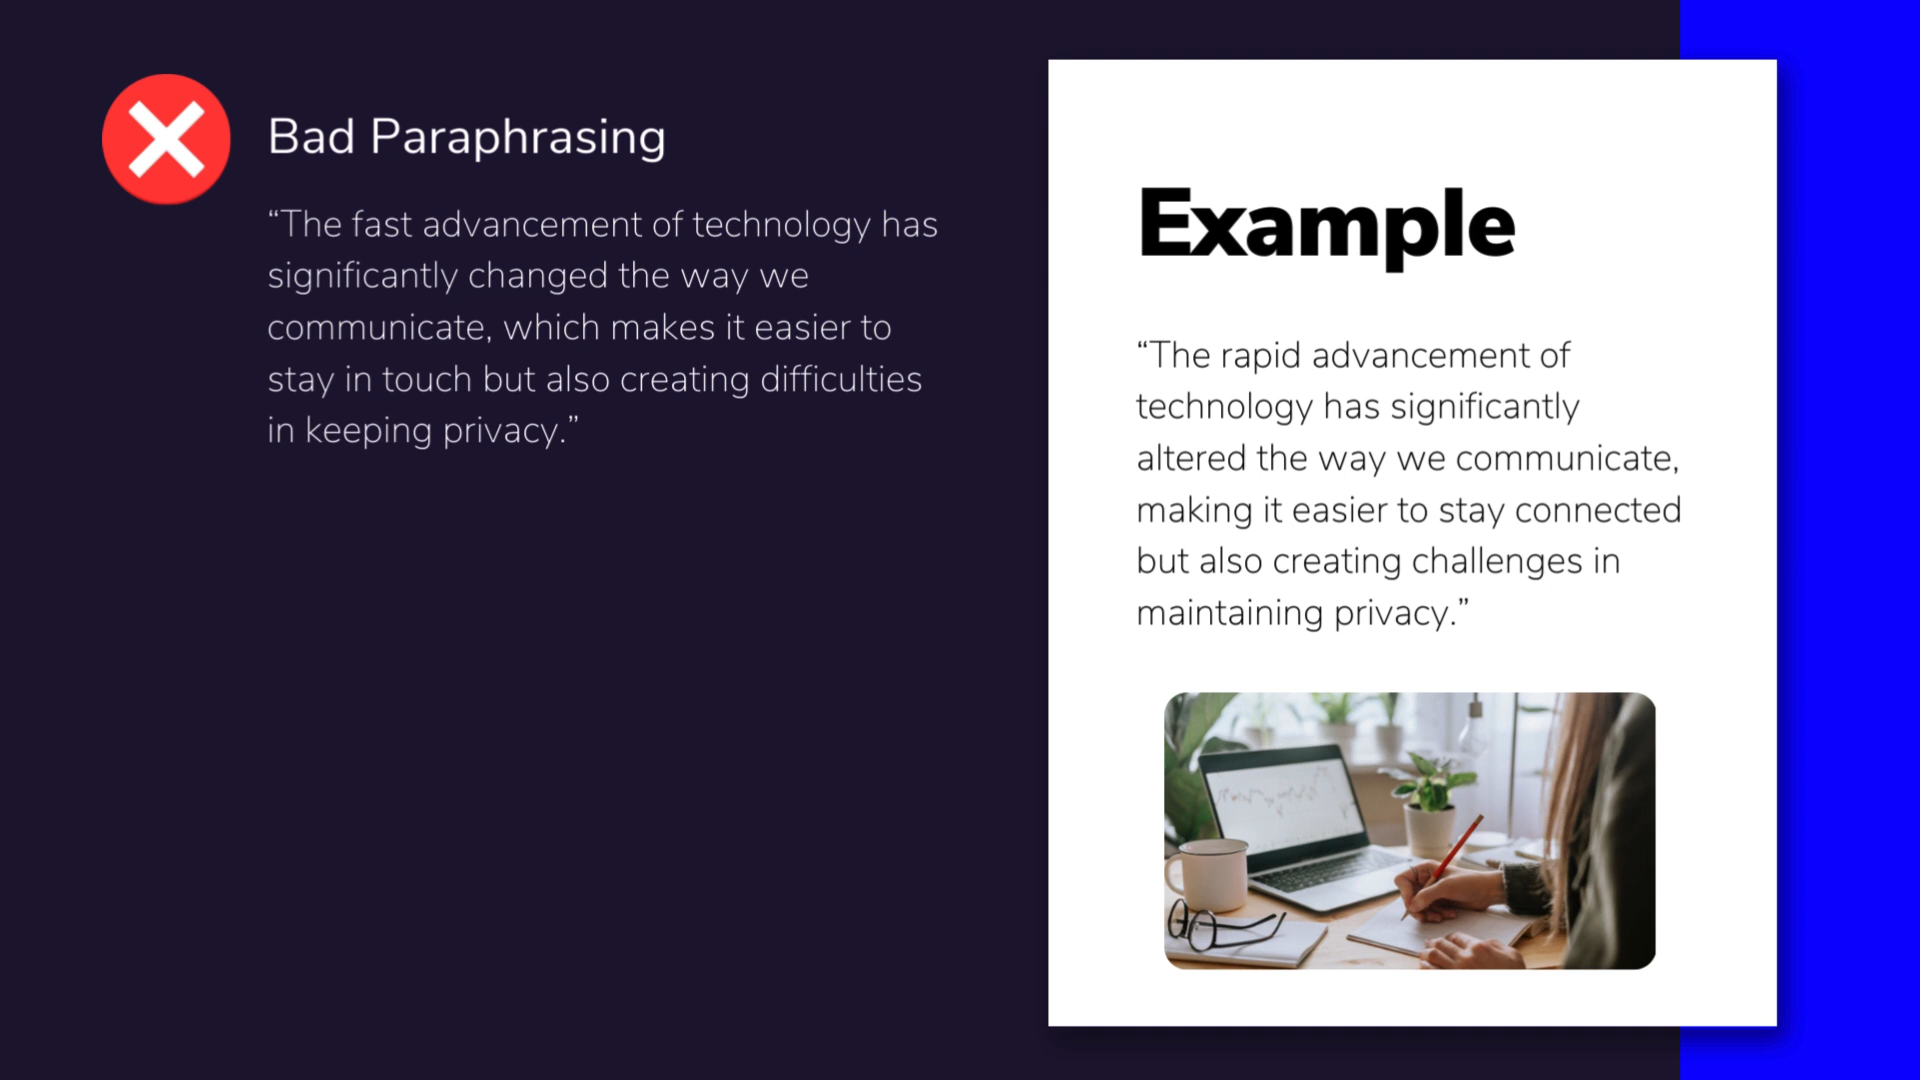 Bad Paraphrasing
“The fast advancement of technology has
significantly changed the way we
communicate, which makes it easier to
stay in touch but also creating difficulties
in keeping privacy.”
Example
“The rapid advancement of
technology has significantly
altered the way we communicate,
making it easier to stay connected
but also creating challenges in
maintaining privacy.”